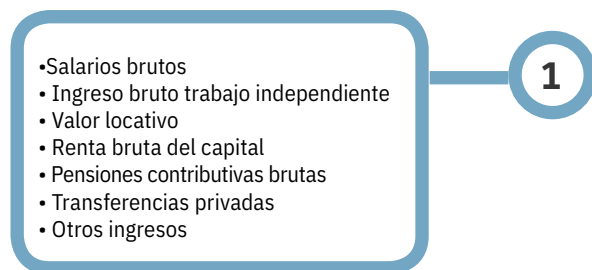 •Salarios brutos
• Ingreso bruto trabajo independiente
• Valor locativo
• Renta bruta del capital
• Pensiones contributivas brutas
• Transferencias privadas
• Otros ingresos
1